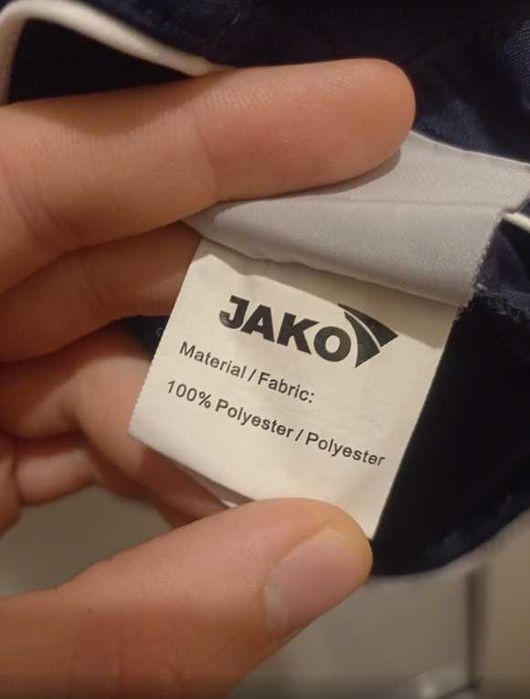 JAKO
Material / Fabric:
100% Polyester / Polyester